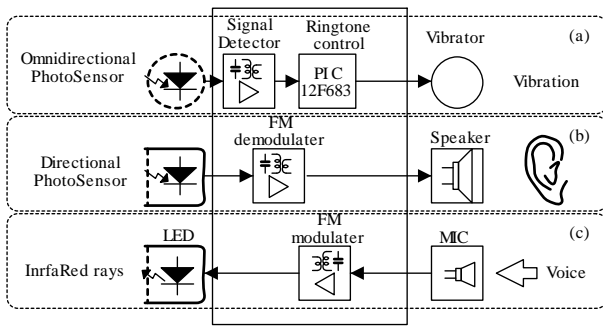 (a)
Omnidirectional
PhotoSensor
Signal
Detector
Ringtone
control
PIC
12F683
Vibrator
Vibration
(b)
Directional
PhotoSensor
FM
demodulater
Speaker
(c)
InrfaRed rays
LED
FM
modulater
MIC
Voice